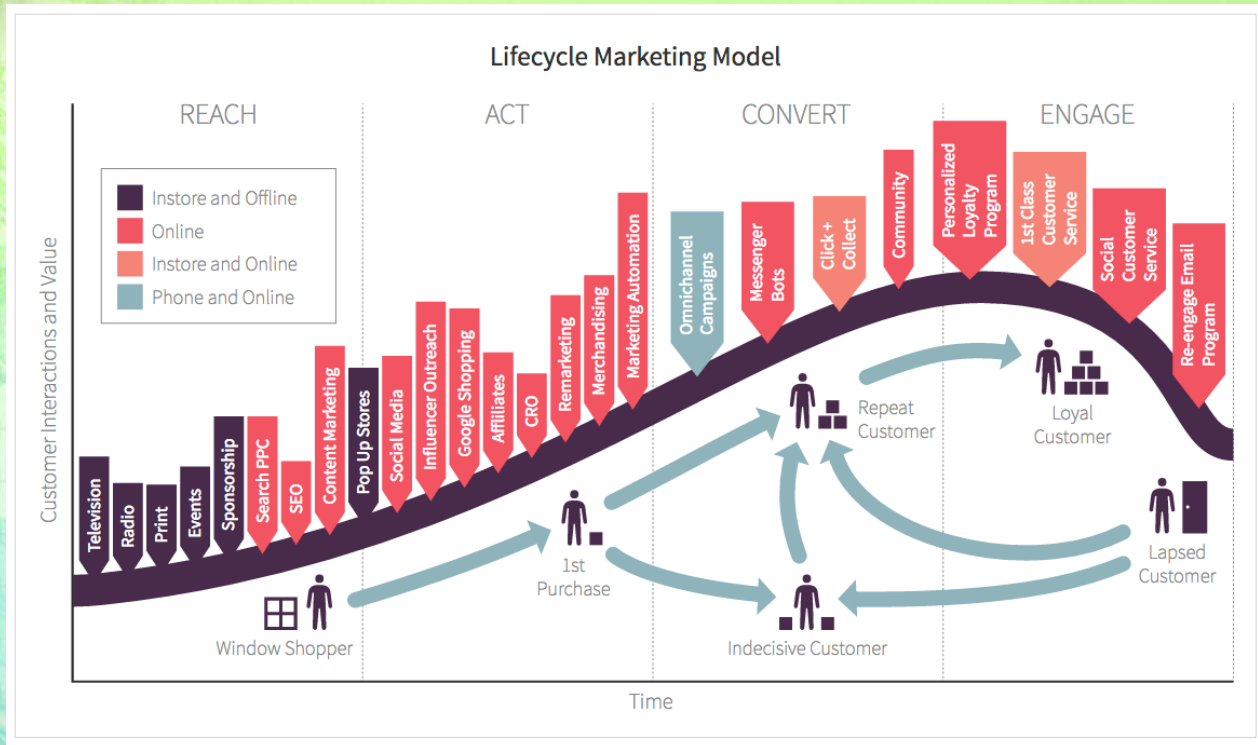 Lifecycle Marketing Model
REACH
ACT
CONVERT
ENGAGE
Instore and Offline
Online
Instore and Online
Phone and Online
Customer Interactions and Value
Television
Radio
Print
Events
Sponsorship
Search PPC
SEO
Content Marketing
Pop Up Stores
Social Media
Influencer Outreach
Google Shopping
Affliliates
CRO
Remarketing
Merchandising
Marketing Automation
Omnichannel
Campaigns
Messenger
Bots
Click +
Collect
Community
Personalized
Loyalty
Program
1st Class
Customer
Service
Social
Customer
Service
Re-engage Email
Program
Window Shopper
1st
Purchase
Repeat
Customer
Indecisive Customer
Loyal
Customer
Lapsed
Customer
Time